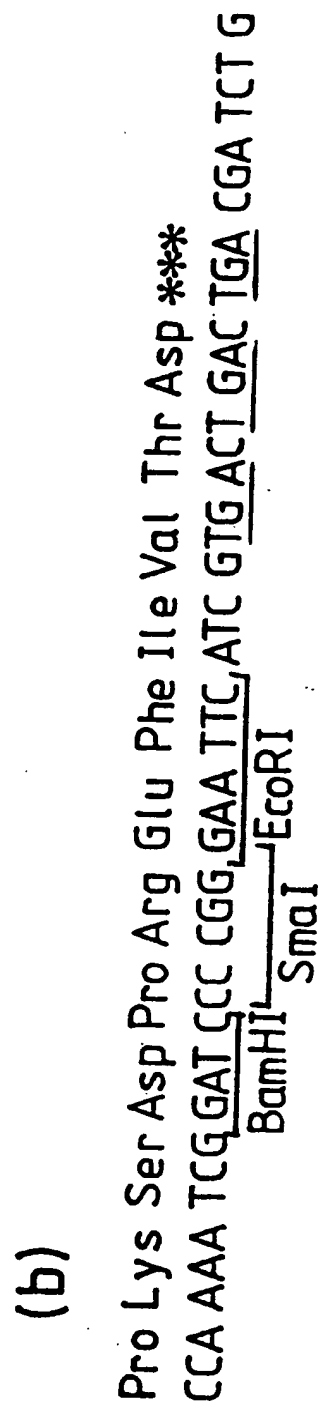 (b)
Pro Lys Ser Asp Pro Arg Glu Phe Ile Val Thr Asp ***
CCA AAA TCG GAT CCC CGG GAA TTC ATC GTG ACT GAC TGA CGA TCT G
BamHI EcoRI
SmaI